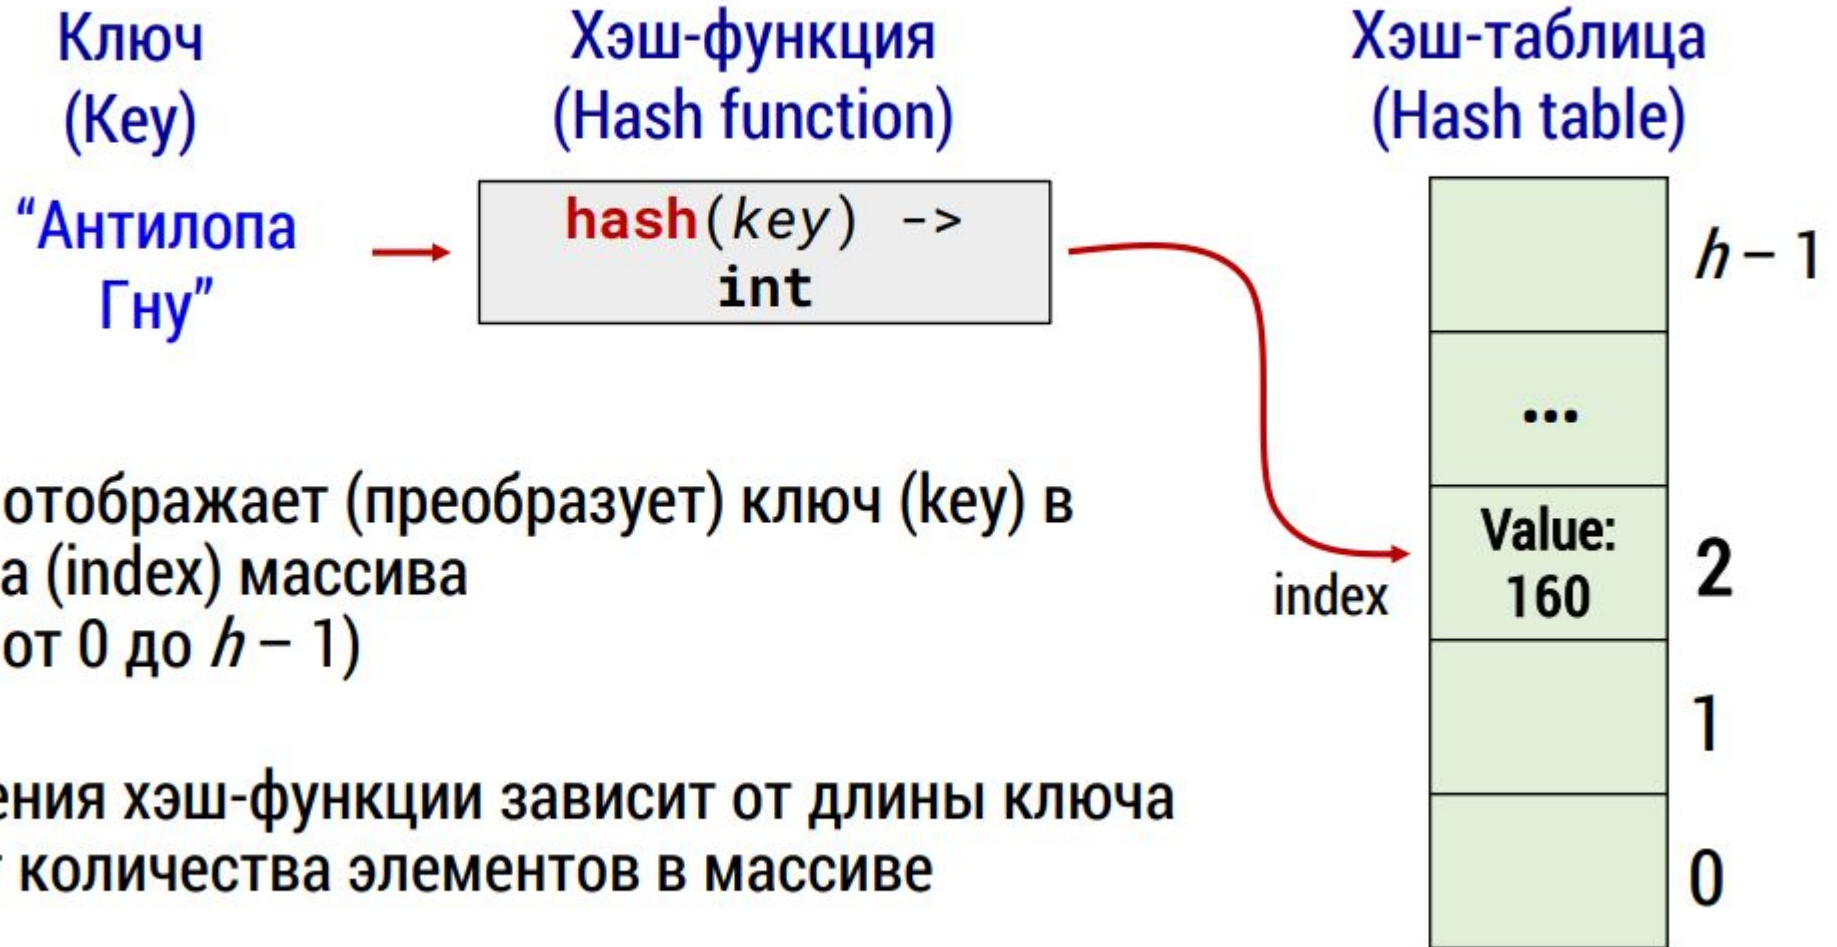 Ключ
(Key)
Хэш-функция
(Hash function)
Хэш-таблица
(Hash table)
“Антилопа
Гну”
hash(key) ->
int
h – 1
...
Value:
160
2
index
1
0
отображает (преобразует) ключ (key) в
(index) массива
от 0 до h – 1)
хэш-функции зависит от длины ключа
количества элементов в массиве